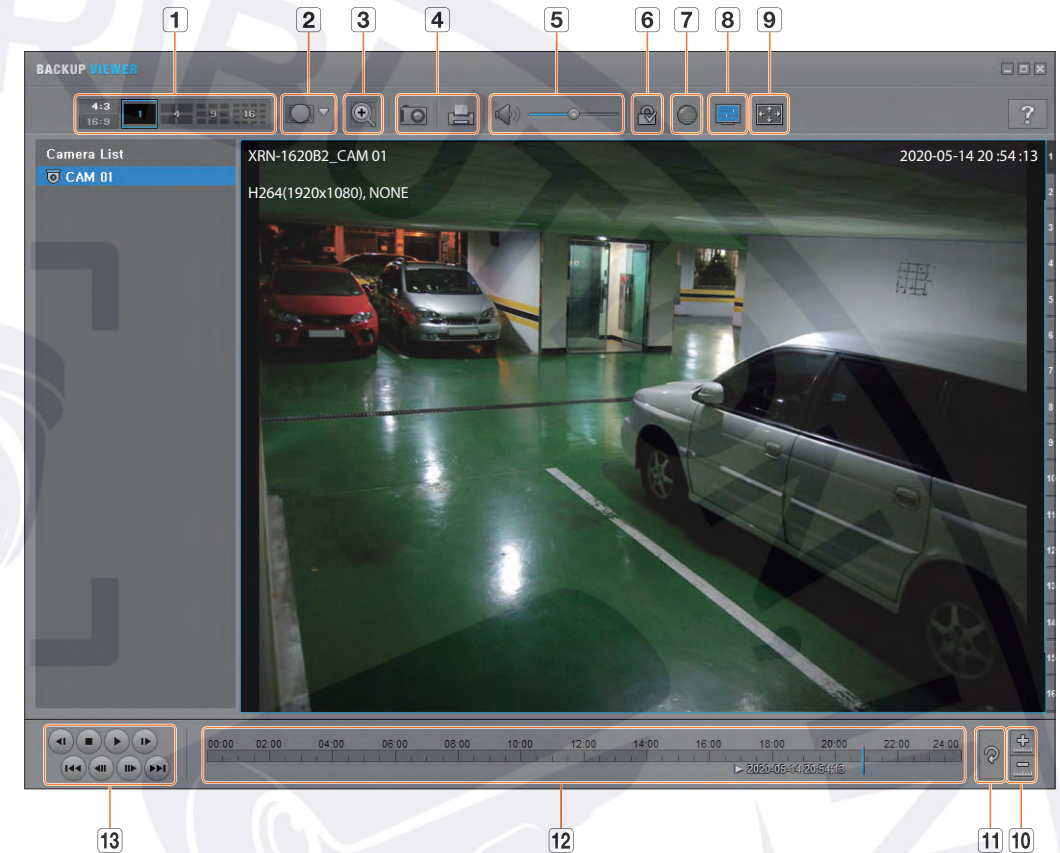 1 2 3 4 5 6 7 8 9
BACKUP VIEWER
4:3
16:9
1 4 9 16
?
Camera List
CAM 01
XRN-1620B2_CAM 01
2020-05-14 20 :54 :13
H264(1920x1080), NONE
1
2
3
4
5
6
7
8
9
10
11
12
13
14
15
16
00:00 02:00 04:00 06:00 08:00 10:00 12:00 14:00 16:00 18:00 20:00 22:00 24:00
2020-05-14 20:54:13
13 12 11 10